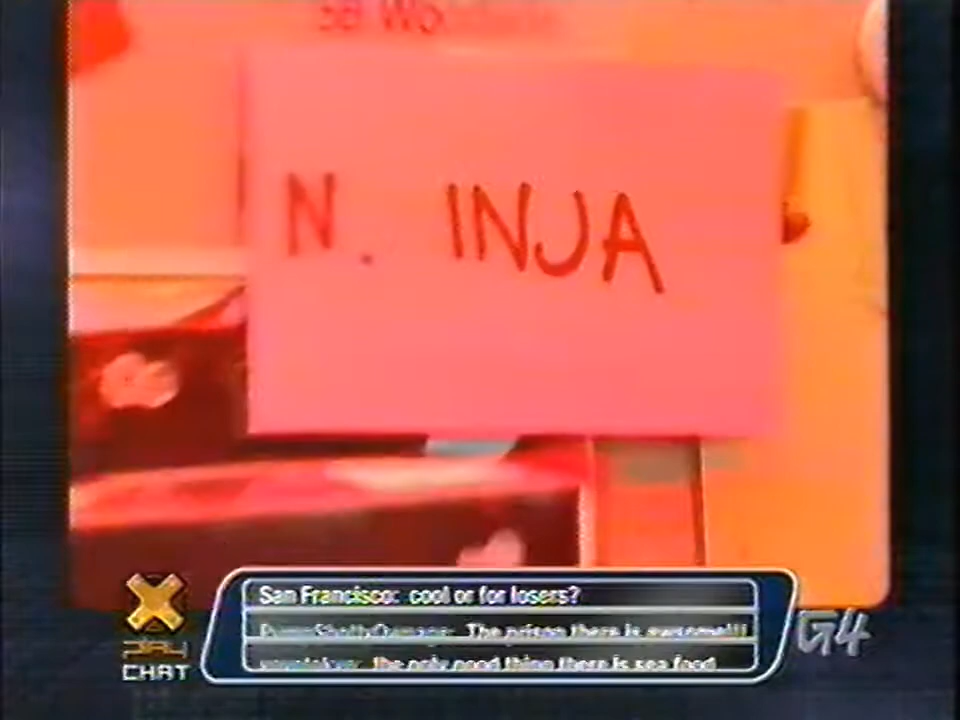 N. INJA
San Francisco: cool or for losers?
The prison there is awesome!!!
the only good thing there is sea food
CHAT
G4